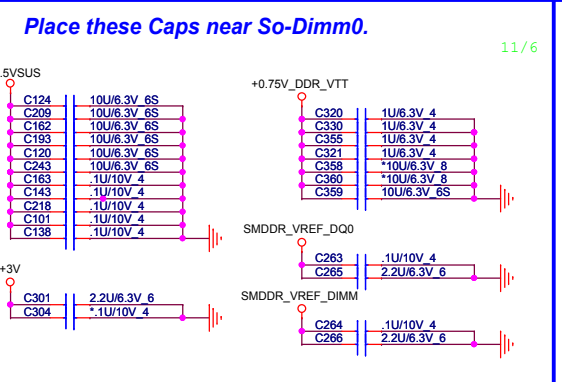 Place these Caps near So-Dimm0.
11/6
.5VSUS
C124 10U/6.3V_6S
C209 10U/6.3V_6S
C162 10U/6.3V_6S
C193 10U/6.3V_6S
C120 10U/6.3V_6S
C243 10U/6.3V_6S
C163 .1U/10V_4
C143 .1U/10V_4
C218 .1U/10V_4
C101 .1U/10V_4
C138 .1U/10V_4
+3V
C301 2.2U/6.3V_6
C304 *.1U/10V_4
+0.75V_DDR_VTT
C320 1U/6.3V_4
C330 1U/6.3V_4
C355 1U/6.3V_4
C321 1U/6.3V_4
C358 *10U/6.3V_8
C360 *10U/6.3V_8
C359 10U/6.3V_6S
SMDDR_VREF_DQ0
C263 .1U/10V_4
C265 2.2U/6.3V_6
SMDDR_VREF_DIMM
C264 .1U/10V_4
C266 2.2U/6.3V_6